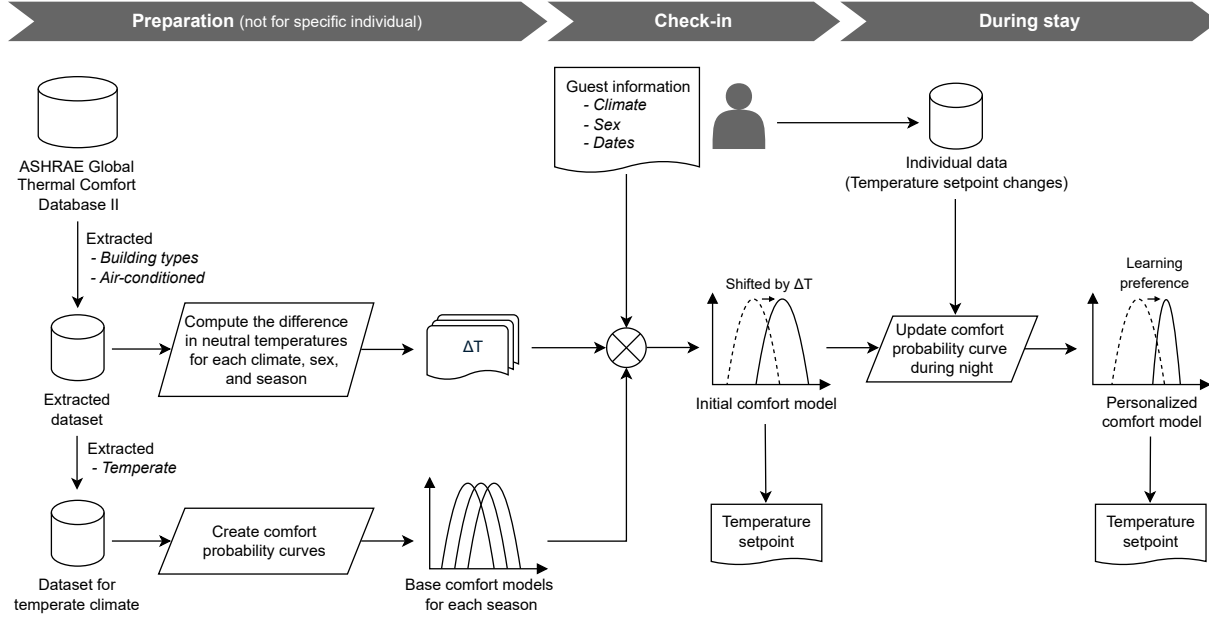 Preparation (not for specific individual)
Check-in
During stay
ASHRAE Global
Thermal Comfort
Database II
Extracted
- Building types
- Air-conditioned
Extracted
dataset
Extracted
- Temperate
Dataset for
temperate climate
Compute the difference
in neutral temperatures
for each climate, sex,
and season
ΔT
Create comfort
probability curves
Base comfort models
for each season
Guest information
- Climate
- Sex
- Dates
Shifted by ΔT
Initial comfort model
Temperature
setpoint
Individual data
(Temperature setpoint changes)
Update comfort
probability curve
during night
Learning
preference
Personalized
comfort model
Temperature
setpoint